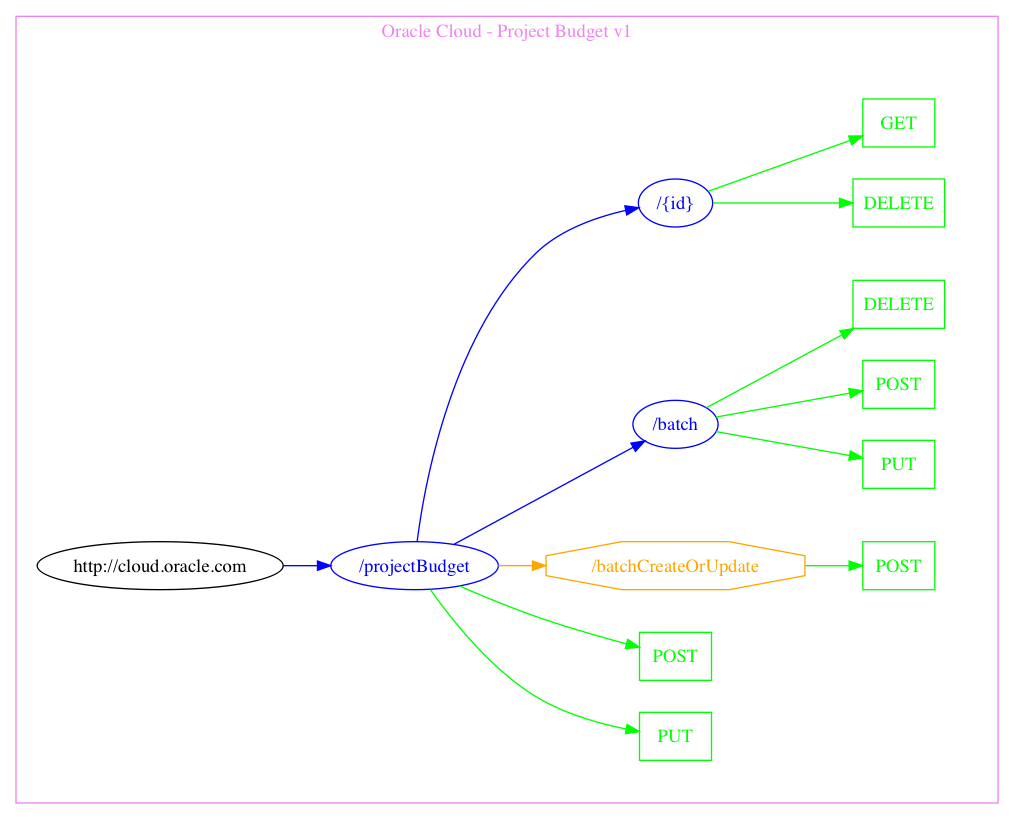 Oracle Cloud - Project Budget v1
GET
/{id}
DELETE
DELETE
POST
/batch
PUT
http://cloud.oracle.com
/projectBudget
/batchCreateOrUpdate
POST
POST
PUT